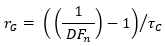 r_G = ((1/DF_n) − 1)/τ_C